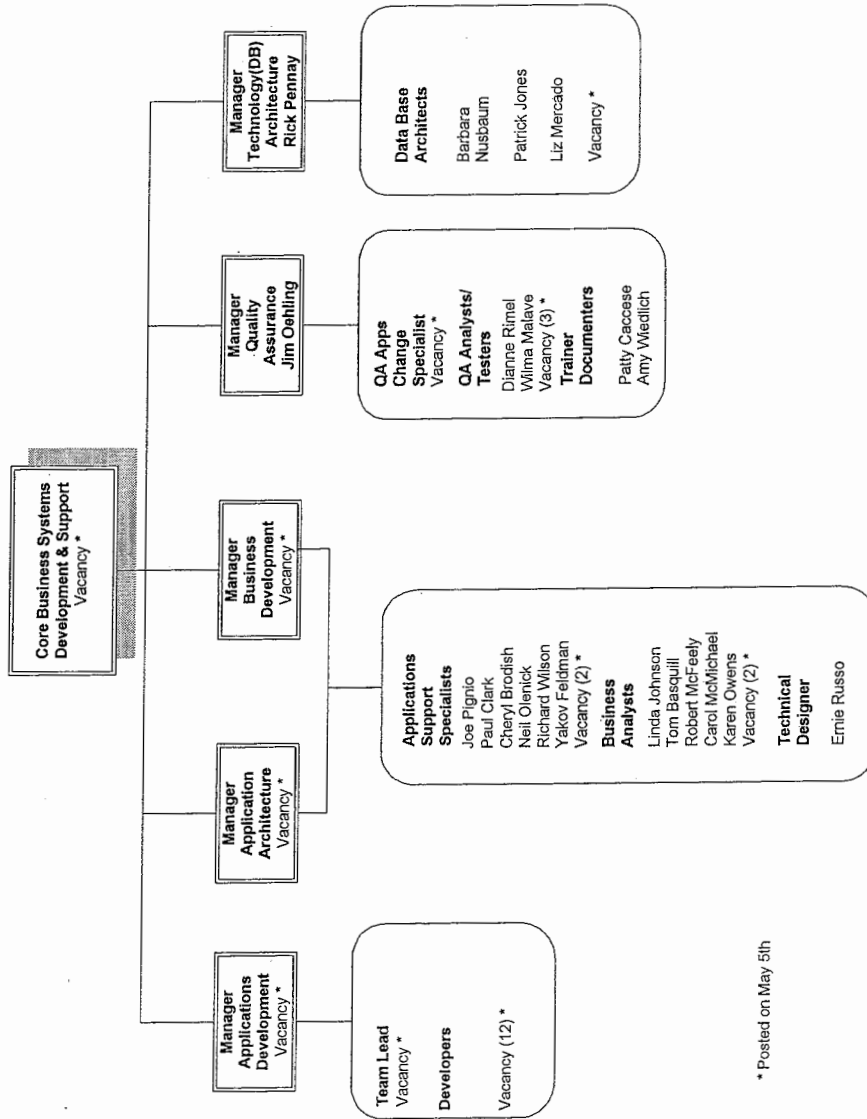 Core Business Systems
Development & Support
Vacancy *
Manager
Applications
Development
Vacancy *
Manager
Application
Architecture
Vacancy *
Manager
Business
Development
Vacancy *
Manager
Quality
Assurance
Jim Oehling
Manager
Technology(DB)
Architecture
Rick Pennay
Team Lead
Vacancy *
Developers
Vacancy (12) *
Applications
Support
Specialists
Joe Pignio
Paul Clark
Cheryl Brodish
Neil Olenick
Richard Wilson
Yakov Feldman
Vacancy (2) *
Business
Analysts
Linda Johnson
Tom Basquill
Robert McFeely
Carol McMichael
Karen Owens
Vacancy (2) *
Technical
Designer
Ernie Russo
QA Apps
Change
Specialist
Vacancy *
QA Analysts/
Testers
Dianne Rimel
Wilma Malave
Vacancy (3) *
Trainer
Documenters
Patty Caccese
Amy Wiedlich
Data Base
Architects
Barbara
Nusbaum
Patrick Jones
Liz Mercado
Vacancy *
* Posted on May 5th